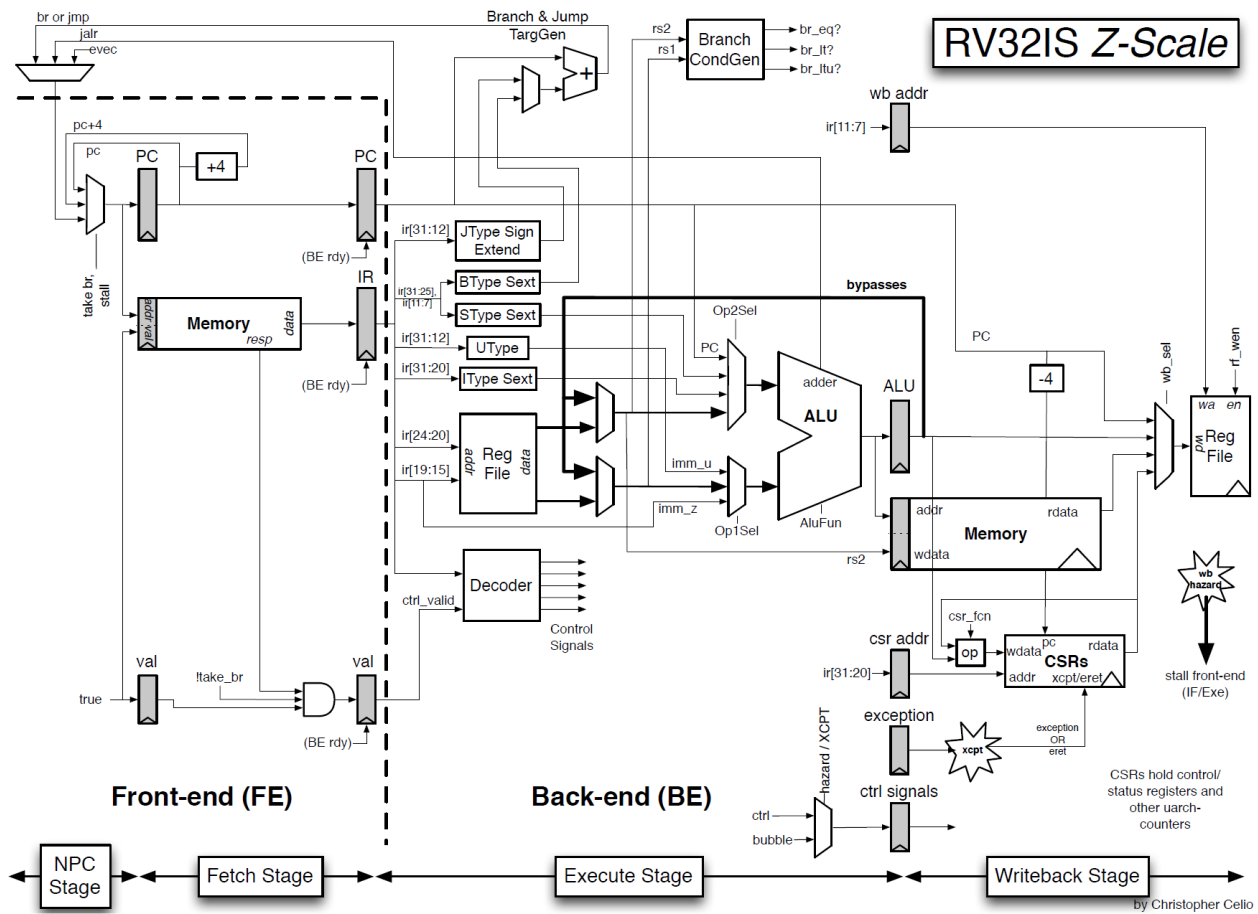 br or jmp
jalr
evec
Branch & Jump
TargGen
+
rs2
rs1
Branch
CondGen
br_eq?
br_lt?
br_ltu?
RV32IS Z-Scale
wb addr
ir[11:7]
pc+4
pc
+4
PC
PC
(BE rdy)
take br,
stall
IR
addr val
Memory
resp
data
(BE rdy)
ir[31:12]
JType Sign
Extend
ir[31:25],
ir[11:7]
BType Sext
SType Sext
ir[31:12]
UType
ir[31:20]
IType Sext
bypasses
Op2Sel
PC
adder
ALU
ALU
AluFun
PC
-4
wb_sel
rf_wen
wa
en
wd
Reg
File
ir[24:20]
ir[19:15]
addr
Reg
File
data
imm_u
imm_z
Op1Sel
rs2
addr
wdata
Memory
rdata
wb
hazard
stall front-end
(IF/Exe)
Decoder
ctrl_valid
Control
Signals
csr_fcn
op
csr addr
ir[31:20]
wdata
pc
rdata
CSRs
addr
xcpt/eret
val
!take_br
true
val
(BE rdy)
exception
xcpt
exception
OR
eret
hazard / XCPT
ctrl signals
ctrl
bubble
CSRs hold control/
status registers and
other uarch-
counters
Front-end (FE)
Back-end (BE)
NPC
Stage
Fetch Stage
Execute Stage
Writeback Stage
by Christopher Celio